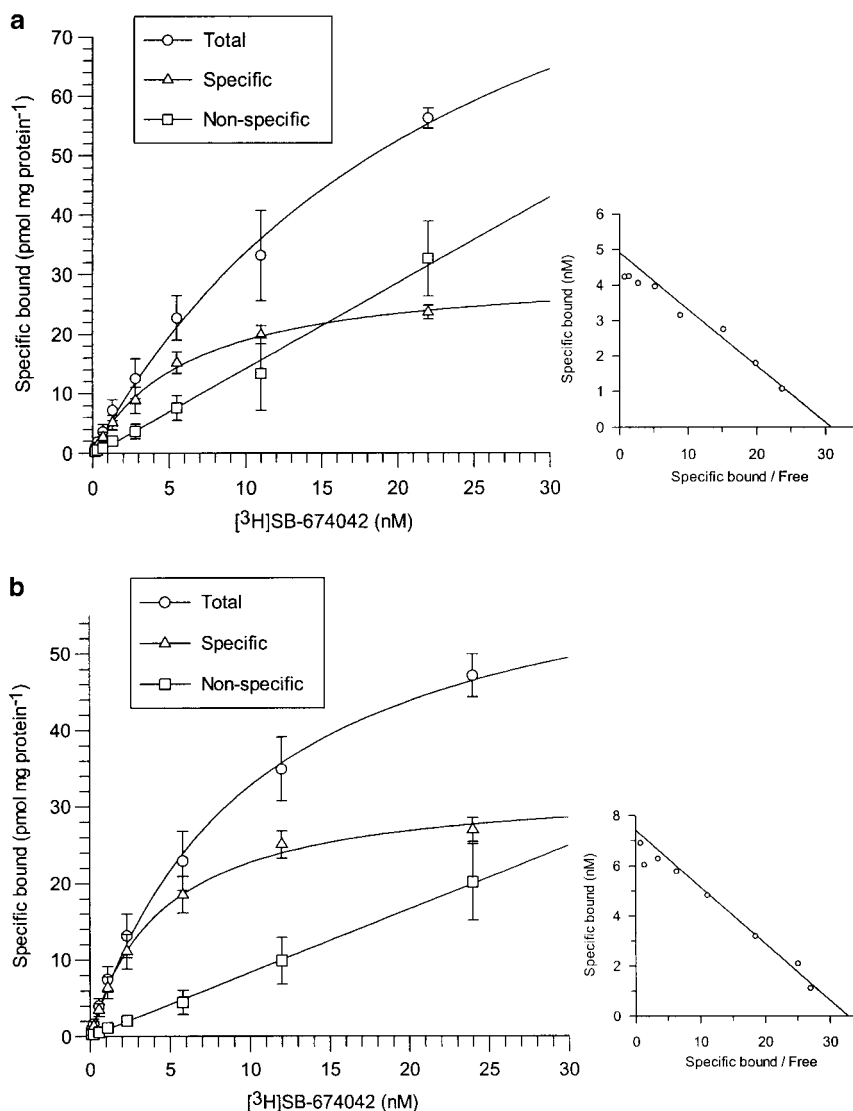 a
Total
Specific
Non-specific
Specific bound (pmol mg protein-1)
70
60
50
40
30
20
10
0
0 5 10 15 20 25 30
[3H]SB-674042 (nM)
Specific bound (nM)
6
5
4
3
2
1
0
0 10 20 30
Specific bound / Free
b
Total
Specific
Non-specific
Specific bound (pmol mg protein-1)
50
40
30
20
10
0
0 5 10 15 20 25 30
[3H]SB-674042 (nM)
Specific bound (nM)
8
6
4
2
0
0 10 20 30
Specific bound / Free